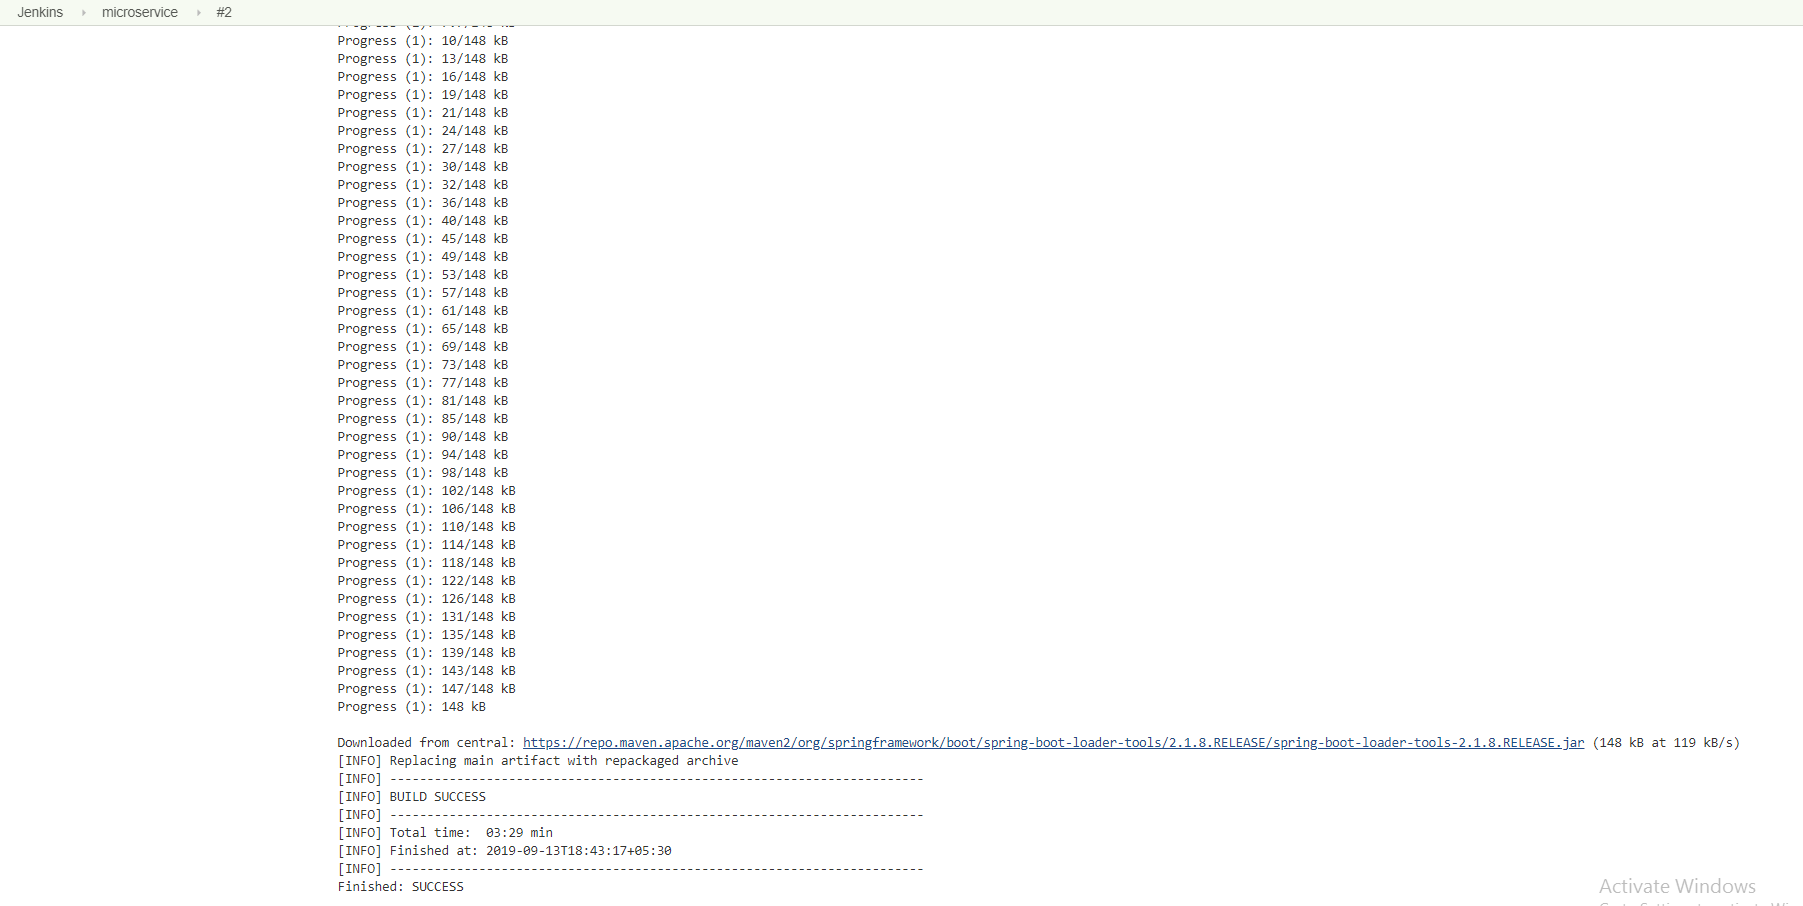 Jenkins microservice #2
Progress (1): 10/148 kB
Progress (1): 13/148 kB
Progress (1): 16/148 kB
Progress (1): 19/148 kB
Progress (1): 21/148 kB
Progress (1): 24/148 kB
Progress (1): 27/148 kB
Progress (1): 30/148 kB
Progress (1): 32/148 kB
Progress (1): 36/148 kB
Progress (1): 40/148 kB
Progress (1): 45/148 kB
Progress (1): 49/148 kB
Progress (1): 53/148 kB
Progress (1): 57/148 kB
Progress (1): 61/148 kB
Progress (1): 65/148 kB
Progress (1): 69/148 kB
Progress (1): 73/148 kB
Progress (1): 77/148 kB
Progress (1): 81/148 kB
Progress (1): 85/148 kB
Progress (1): 90/148 kB
Progress (1): 94/148 kB
Progress (1): 98/148 kB
Progress (1): 102/148 kB
Progress (1): 106/148 kB
Progress (1): 110/148 kB
Progress (1): 114/148 kB
Progress (1): 118/148 kB
Progress (1): 122/148 kB
Progress (1): 126/148 kB
Progress (1): 131/148 kB
Progress (1): 135/148 kB
Progress (1): 139/148 kB
Progress (1): 143/148 kB
Progress (1): 147/148 kB
Progress (1): 148 kB
Downloaded from central: https://repo.maven.apache.org/maven2/org/springframework/boot/spring-boot-loader-tools/2.1.8.RELEASE/spring-boot-loader-tools-2.1.8.RELEASE.jar (148 kB at 119 kB/s)
[INFO] Replacing main artifact with repackaged archive
[INFO] ------------------------------------------------------------------------
[INFO] BUILD SUCCESS
[INFO] ------------------------------------------------------------------------
[INFO] Total time:  03:29 min
[INFO] Finished at: 2019-09-13T18:43:17+05:30
[INFO] ------------------------------------------------------------------------
Finished: SUCCESS
Activate Windows